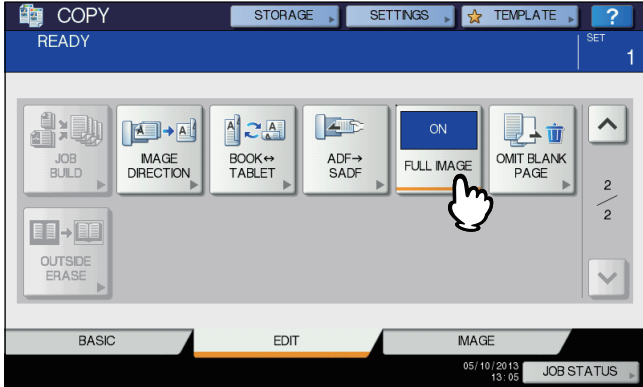 COPY
STORAGE
SETTINGS
TEMPLATE
?
READY
SET
1
JOB
BUILD
A
A
IMAGE
DIRECTION
A
A
BOOK↔
TABLET
ADF→
SADF
ON
FULL IMAGE
OMIT BLANK
PAGE
2
/
2
OUTSIDE
ERASE
BASIC
EDIT
IMAGE
05/10/2013
13:05
JOB STATUS